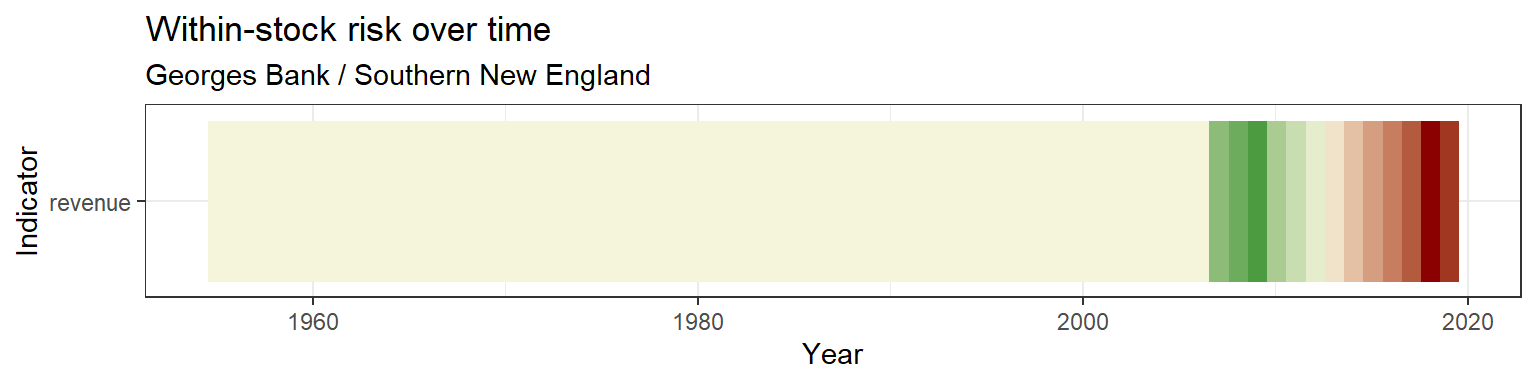 Within-stock risk over time
Georges Bank / Southern New England
Indicator
revenue
1960 1980 2000 2020
Year